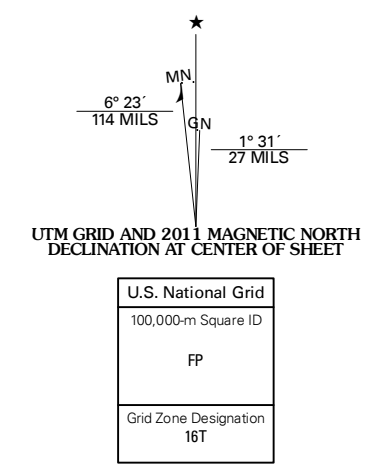 ★
MN.
6° 23´
114 MILS
GN
1° 31´
27 MILS
UTM GRID AND 2011 MAGNETIC NORTH
DECLINATION AT CENTER OF SHEET
U.S. National Grid
100,000-m Square ID
FP
Grid Zone Designation
16T